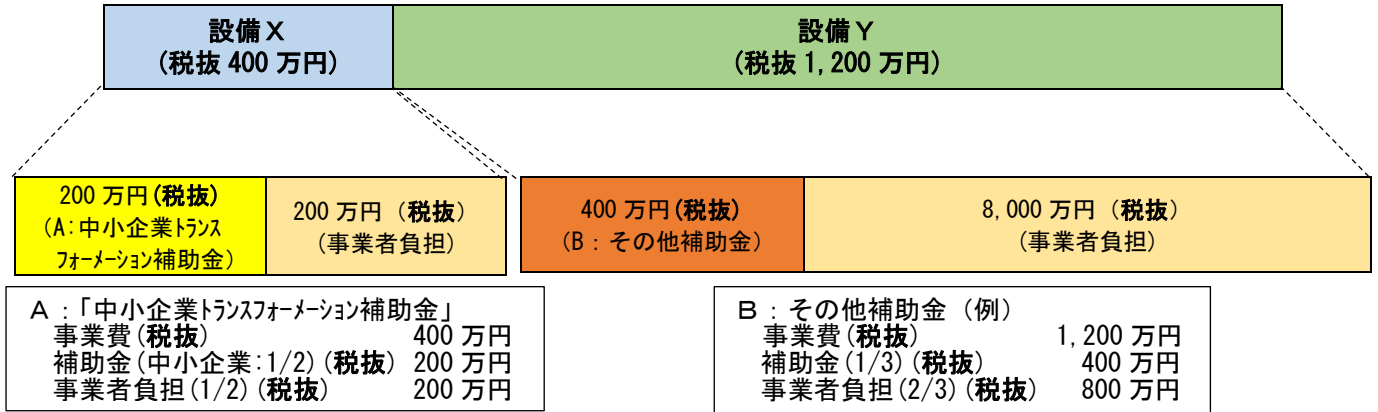 設備X
(税抜 400 万円)
設備Y
(税抜 1,200 万円)
200 万円(税抜)
(A:中小企業トランス
フォーメーション補助金)
200 万円 (税抜)
(事業者負担)
400 万円(税抜)
(B:その他補助金)
8,000 万円 (税抜)
(事業者負担)
A:「中小企業トランスフォーメーション補助金」
事業費(税抜) 400 万円
補助金(中小企業:1/2)(税抜) 200 万円
事業者負担(1/2)(税抜) 200 万円
B:その他補助金 (例)
事業費(税抜) 1,200 万円
補助金(1/3)(税抜) 400 万円
事業者負担(2/3)(税抜) 800 万円